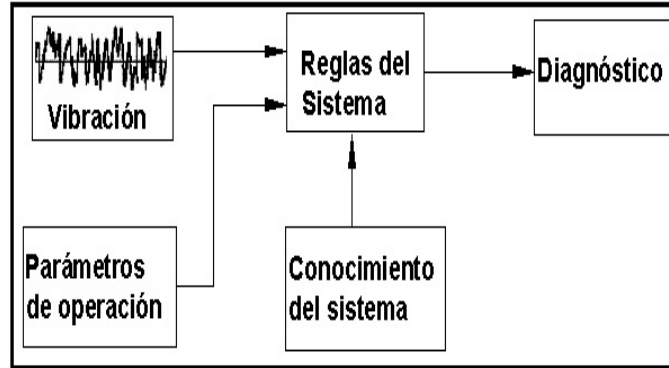 Vibración
Reglas del
Sistema
Diagnóstico
Parámetros
de operación
Conocimiento
del sistema